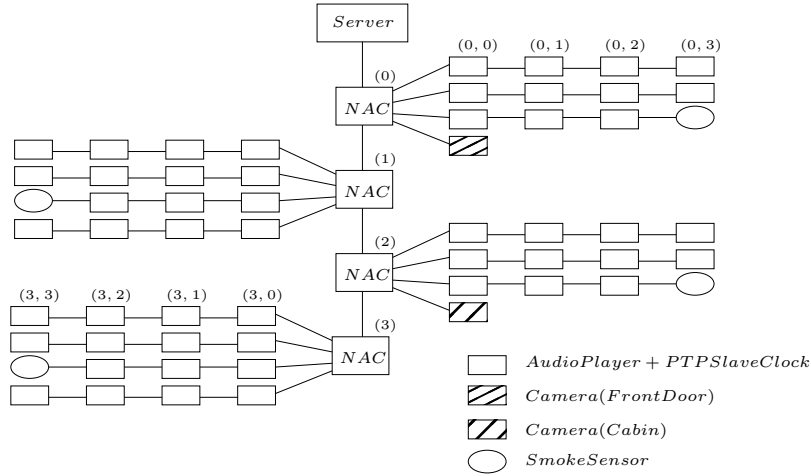 Server
(0)
(0, 0) (0, 1) (0, 2) (0, 3)
NAC
(1)
NAC
(2)
NAC
(3, 3) (3, 2) (3, 1) (3, 0)
(3)
NAC
AudioPlayer + PTPSlaveClock
Camera(FrontDoor)
Camera(Cabin)
SmokeSensor